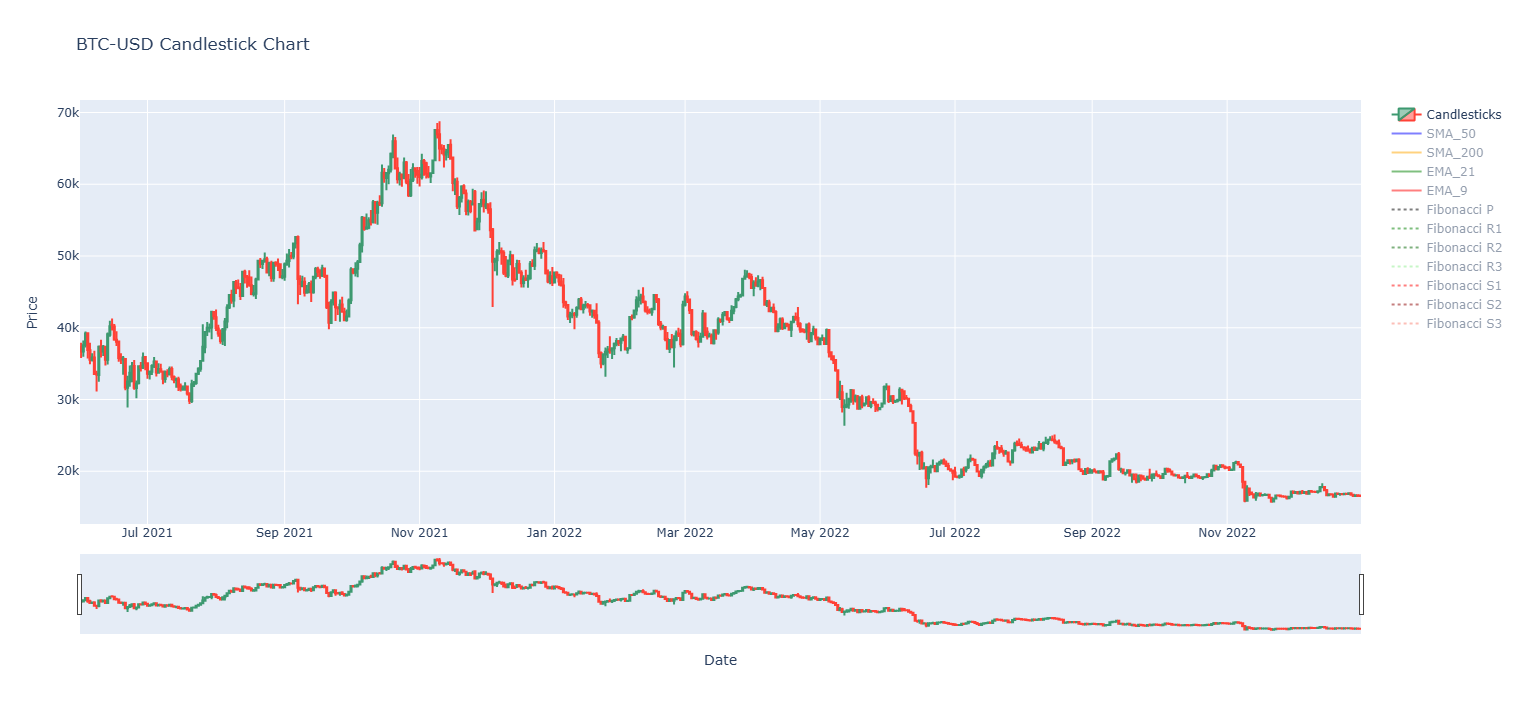 BTC-USD Candlestick Chart
Price
70k
60k
50k
40k
30k
20k
Jul 2021 Sep 2021 Nov 2021 Jan 2022 Mar 2022 May 2022 Jul 2022 Sep 2022 Nov 2022
Date
Candlesticks
SMA_50
SMA_200
EMA_21
EMA_9
Fibonacci P
Fibonacci R1
Fibonacci R2
Fibonacci R3
Fibonacci S1
Fibonacci S2
Fibonacci S3